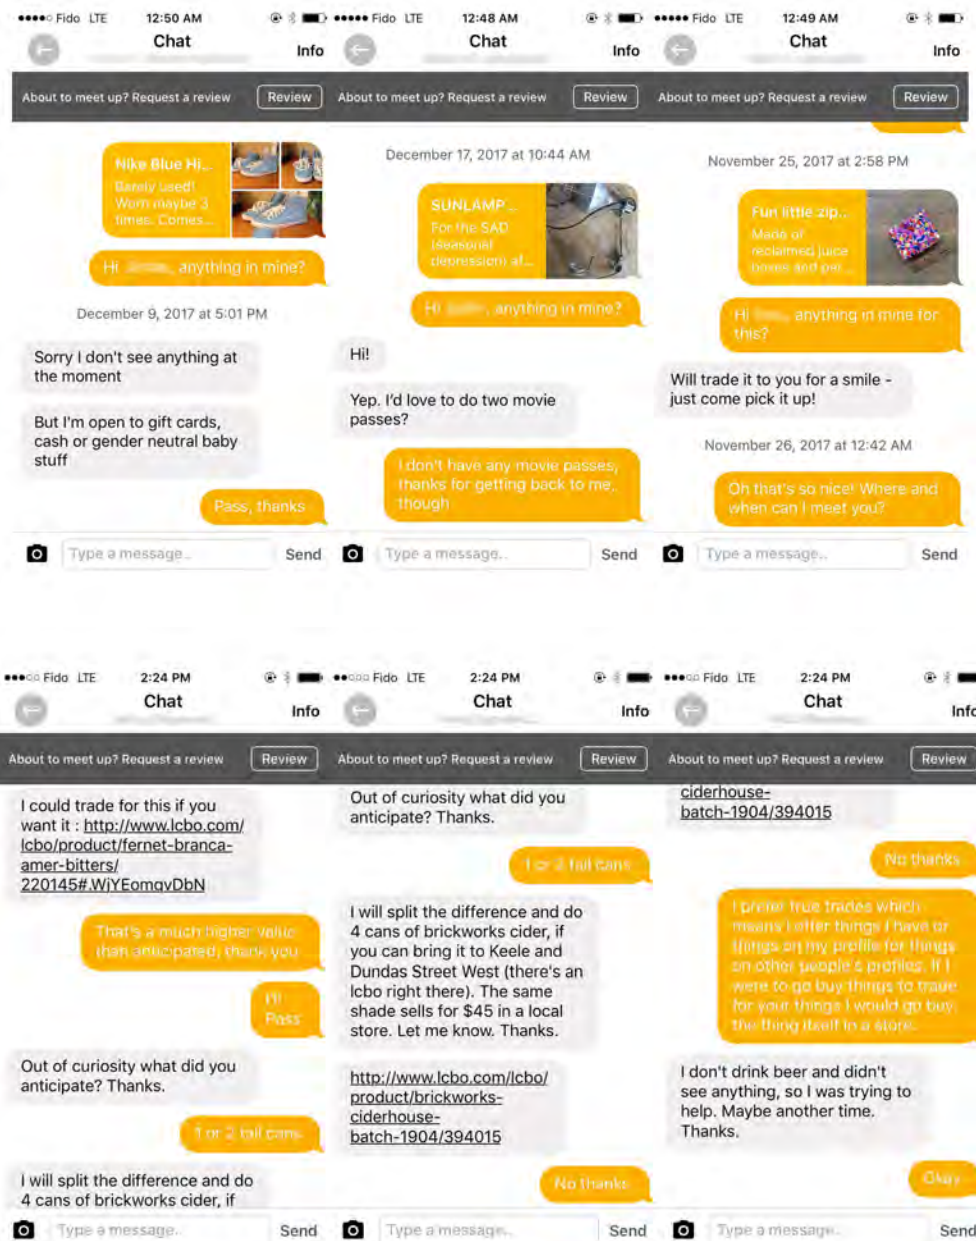 Fido LTE
12:50 AM
Chat
Info
About to meet up? Request a review
Review
Nike Blue Hi...
Barely used!
Worn maybe 3
times. Comes...
Hi
, anything in mine?
December 9, 2017 at 5:01 PM
Sorry I don't see anything at
the moment
But I'm open to gift cards,
cash or gender neutral baby
stuff
Pass, thanks
Type a message..
Send
Fido LTE
12:48 AM
Chat
Info
About to meet up? Request a review
Review
December 17, 2017 at 10:44 AM
SUNLAMP ...
For the SAD
(seasonal
depression) af...
Hi
, anything in mine?
Hi!
Yep. I'd love to do two movie
passes?
I don't have any movie passes,
thanks for getting back to me,
though
Type a message..
Send
Fido LTE
12:49 AM
Chat
Info
About to meet up? Request a review
Review
November 25, 2017 at 2:58 PM
Fun little zip...
Made of
reclaimed juice
boxes and
Hi
, anything in mine for
this?
Will trade it to you for a smile -
just come pick it up!
November 26, 2017 at 12:42 AM
Oh that's so nice! Where and
when can I meet you?
Type a message..
Send
Fido LTE
2:24 PM
Chat
Info
About to meet up? Request a review
Review
I could trade for this if you
want it : http://www.lcbo.com/
lcbo/product/fernet-branca-
amer-bitters/
220145#.WjYEomqvDbN
That's a much higher value
than anticipated, thank you
Hi
Pass
Out of curiosity what did you
anticipate? Thanks.
1 or 2 tall cans
I will split the difference and do
4 cans of brickworks cider, if
Type a message..
Send
Fido LTE
2:24 PM
Chat
Info
About to meet up? Request a review
Review
Out of curiosity what did you
anticipate? Thanks.
1 or 2 tall cans
I will split the difference and do
4 cans of brickworks cider, if
you can bring it to Keele and
Dundas Street West (there's an
lcbo right there). The same
shade sells for $45 in a local
store. Let me know. Thanks.
http://www.lcbo.com/lcbo/
product/brickworks-
ciderhouse-
batch-1904/394015
No thanks
Type a message..
Send
Fido LTE
2:24 PM
Chat
Info
About to meet up? Request a review
Review
ciderhouse-
batch-1904/394015
No thanks
I prefer true trades which
means I offer things I have or
things on my profile for things
on other people's profiles. If I
were to go buy things to trade
for your things I would go buy
the thing itself in a store.
I don't drink beer and didn't
see anything, so I was trying to
help. Maybe another time.
Thanks.
Okay
Type a message..
Send